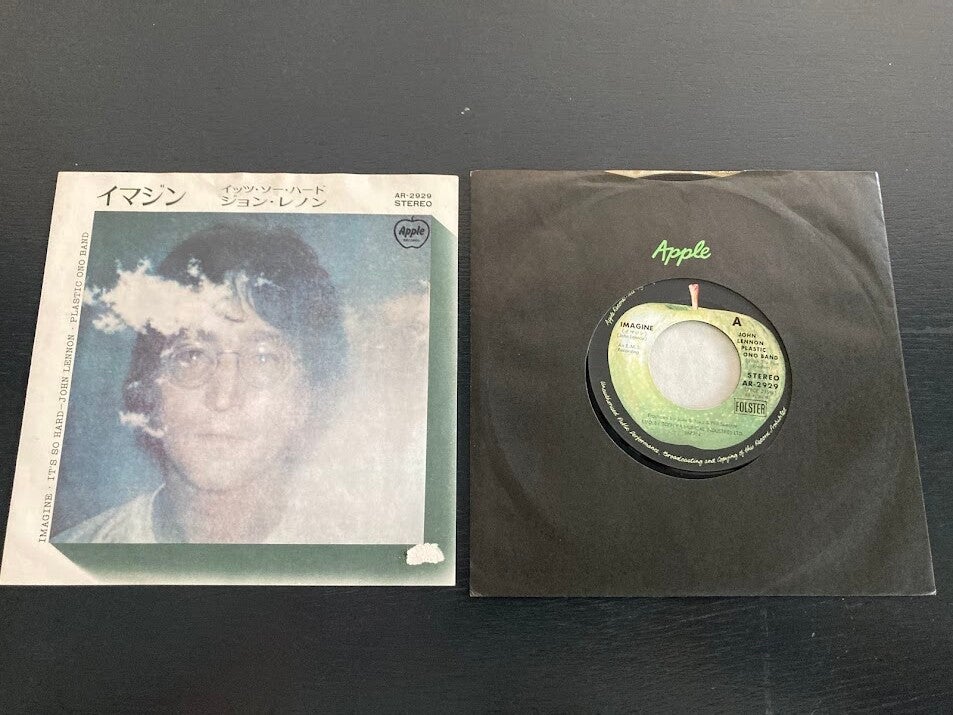 イマジン
イッツ・ソー・ハード
ジョン・レノン
AR-2929
STEREO
Apple
IMAGINE · IT'S SO HARD—JOHN LENNON · PLASTIC ONO BAND
Apple
IMAGINE
A
JOHN
LENNON
PLASTIC
ONO BAND
STEREO
AR-2929
FOLSTER
Unauthorized Public Performance, Broadcasting and Copying of this Record Prohibited